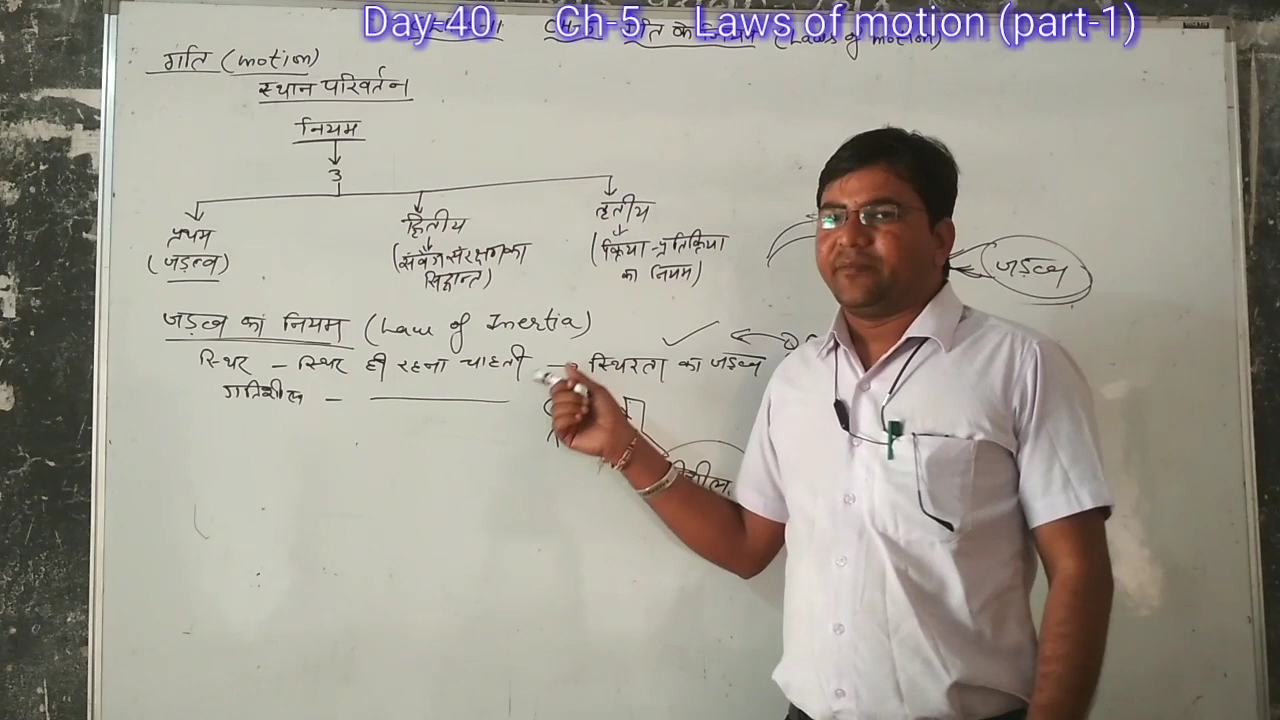 Day-40 Ch-5 Laws of motion (part-1)
गति के नियम (Laws of motion)
गति (motion)
स्थान परिवर्तन
नियम
3
प्रथम
(जड़त्व)
द्वितीय
(संवेग संरक्षण का
सिद्धान्त)
तृतीय
(क्रिया-प्रतिक्रिया
का नियम)
जड़त्व
जड़त्व का नियम (Law of Inertia)
स्थिर - स्थिर ही रहना चाहती → स्थिरता का जड़त्व
गतिशील -